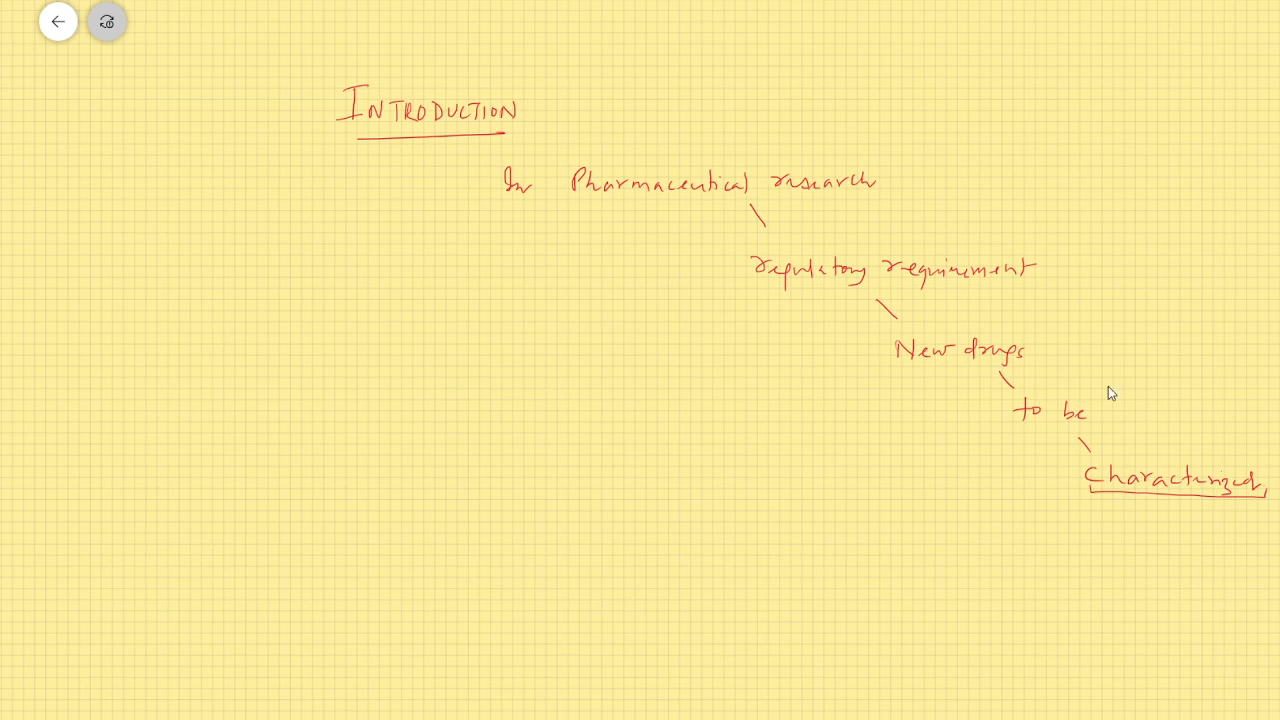 INTRODUCTION
In Pharmaceutical research
regulatory requirement
New drugs
to be
Characterized